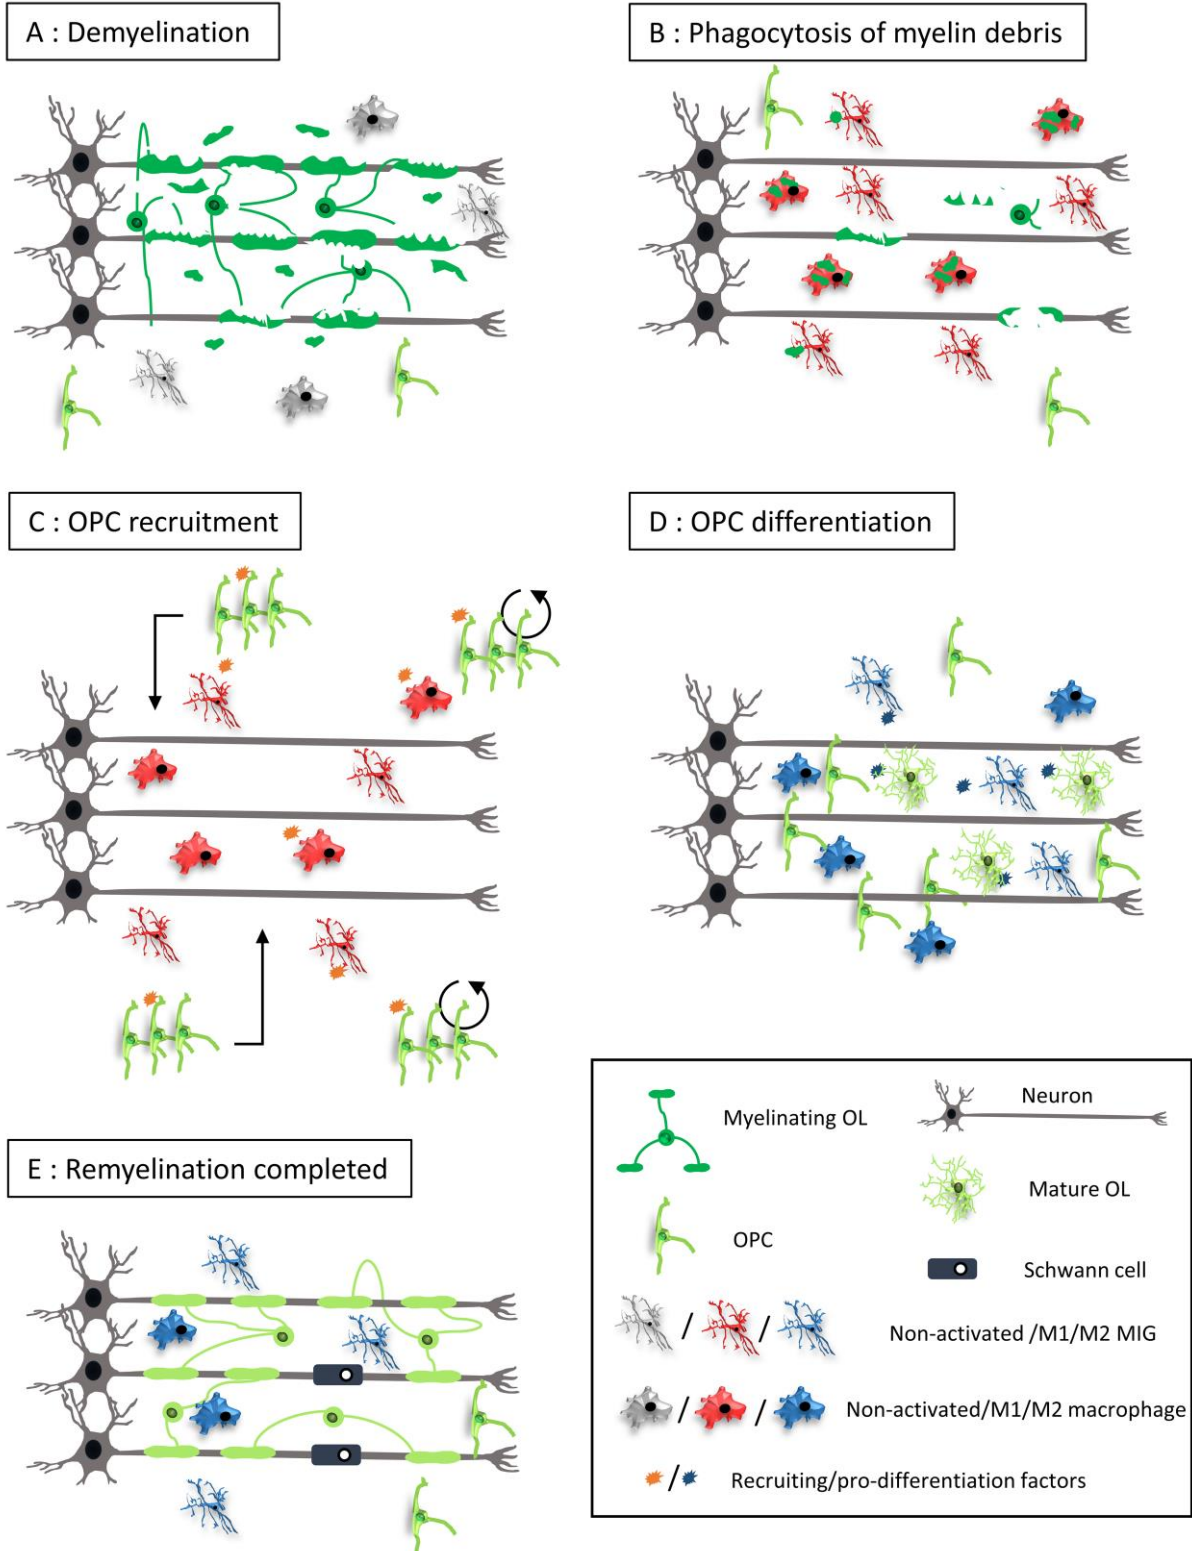 A : Demyelination
B : Phagocytosis of myelin debris
C : OPC recruitment
D : OPC differentiation
E : Remyelination completed
Myelinating OL
Neuron
OPC
Mature OL
Schwann cell
/ / Non-activated /M1/M2 MIG
/ / Non-activated/M1/M2 macrophage
/ Recruiting/pro-differentiation factors